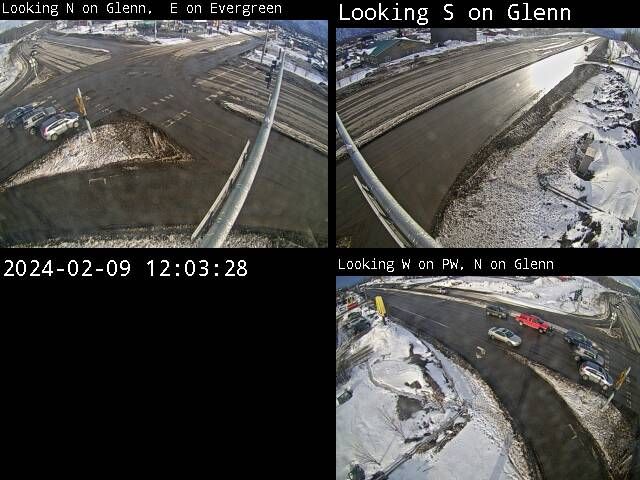 Looking N on Glenn,  E on Evergreen
Looking S on Glenn
2024-02-09 12:03:28
Looking W on PW, N on Glenn